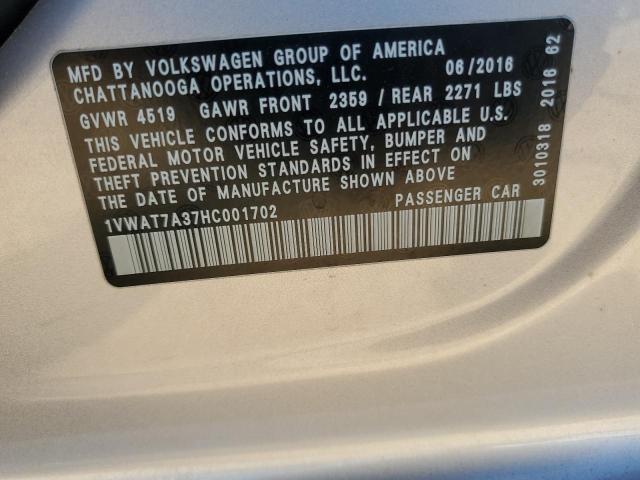 MFD BY VOLKSWAGEN GROUP OF AMERICA
CHATTANOOGA OPERATIONS, LLC. 06/2016
GVWR 4519 GAWR FRONT 2359 / REAR 2271 LBS
THIS VEHICLE CONFORMS TO ALL APPLICABLE U.S.
FEDERAL MOTOR VEHICLE SAFETY, BUMPER AND
THEFT PREVENTION STANDARDS IN EFFECT ON
THE DATE OF MANUFACTURE SHOWN ABOVE
1VWAT7A37HC001702 PASSENGER CAR
3010318 2016 62